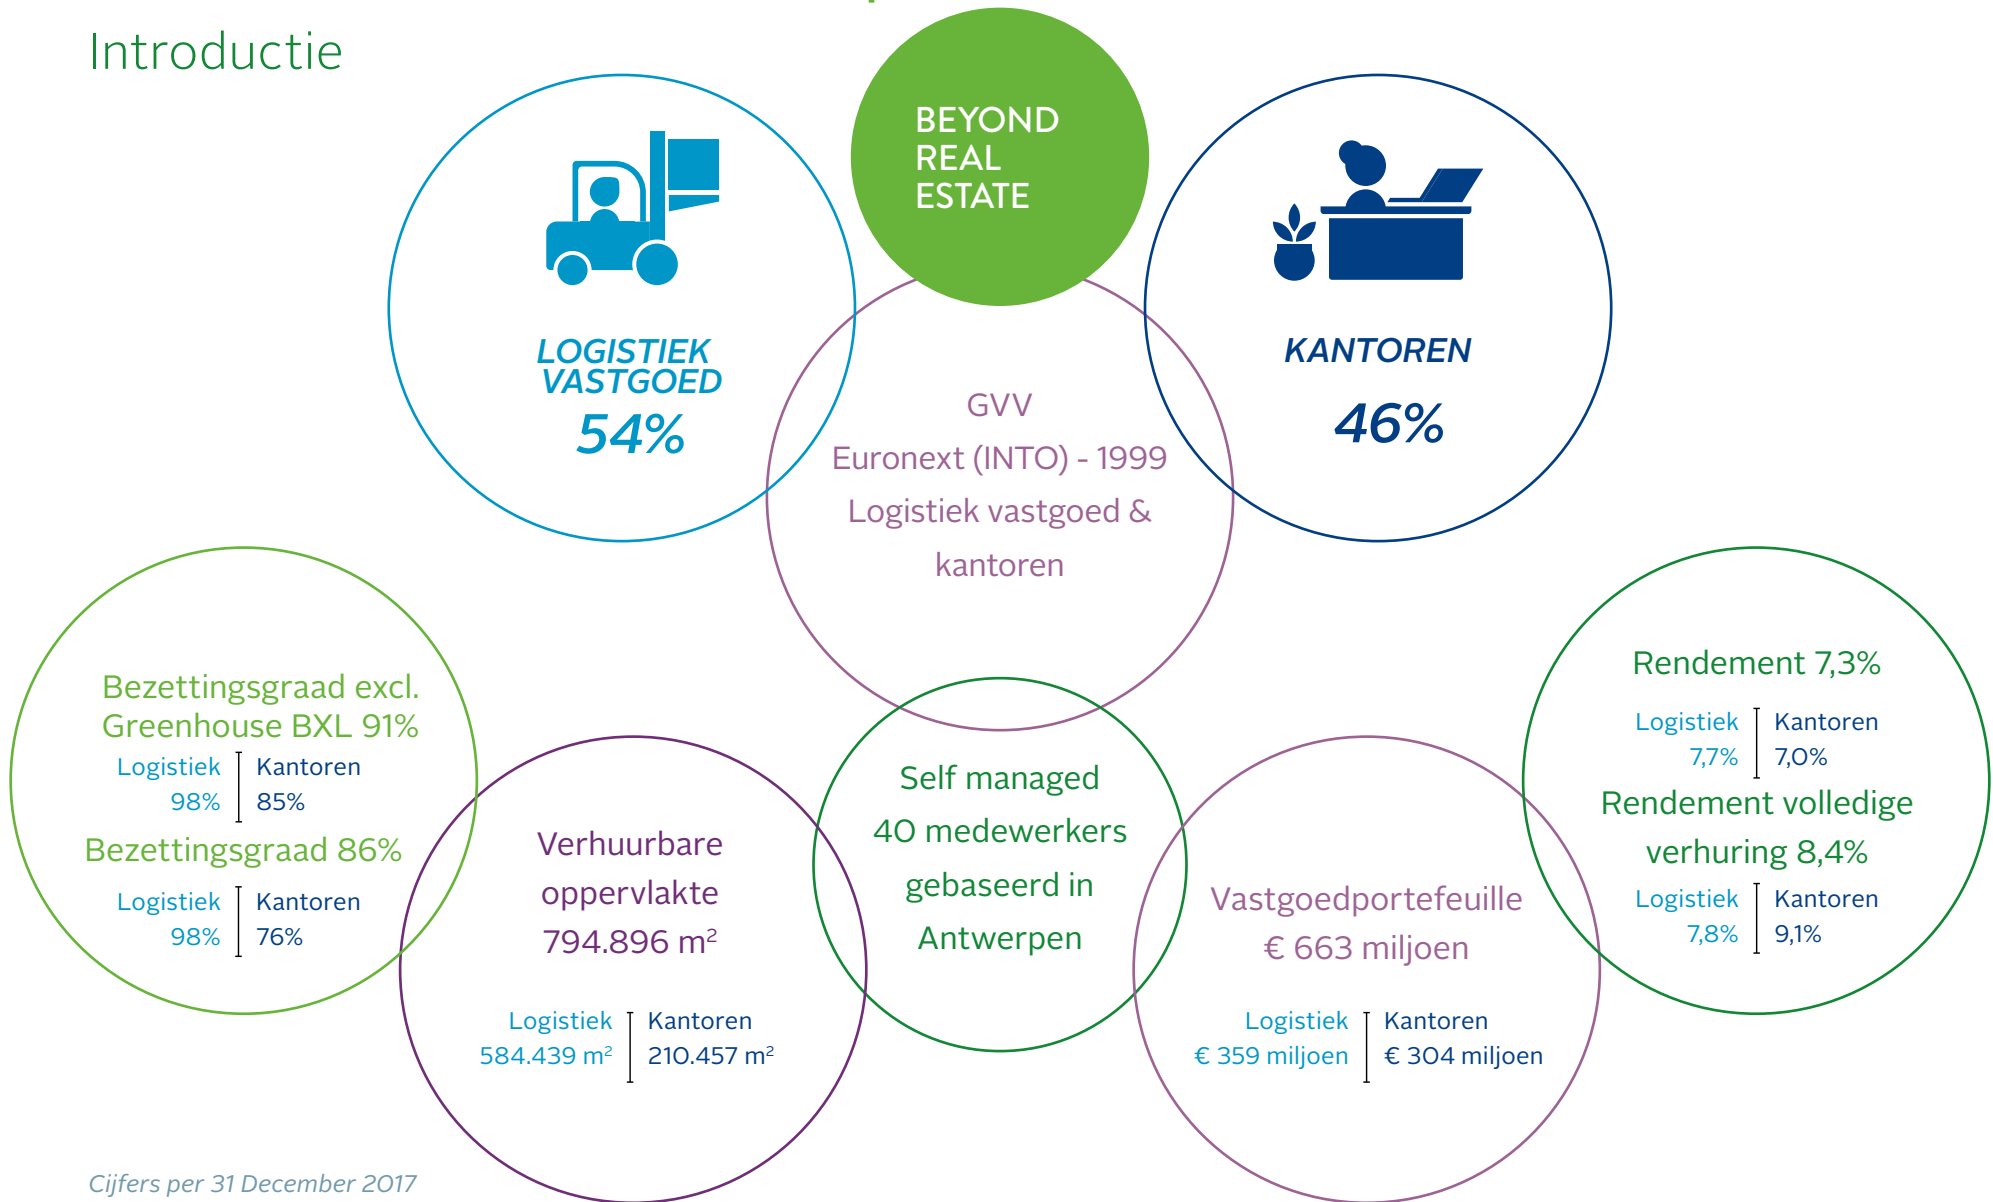 Introductie
BEYOND
REAL
ESTATE
LOGISTIEK
VASTGOED
54%
KANTOREN
46%
GVV
Euronext (INTO) - 1999
Logistiek vastgoed &
kantoren
Bezettingsgraad excl.
Greenhouse BXL 91%
Logistiek Kantoren
98% 85%
Bezettingsgraad 86%
Logistiek Kantoren
98% 76%
Verhuurbare
oppervlakte
794.896 m²
Logistiek Kantoren
584.439 m² 210.457 m²
Self managed
40 medewerkers
gebaseerd in
Antwerpen
Vastgoedportefeuille
€ 663 miljoen
Logistiek Kantoren
€ 359 miljoen € 304 miljoen
Rendement 7,3%
Logistiek Kantoren
7,7% 7,0%
Rendement volledige
verhuring 8,4%
Logistiek Kantoren
7,8% 9,1%
Cijfers per 31 December 2017